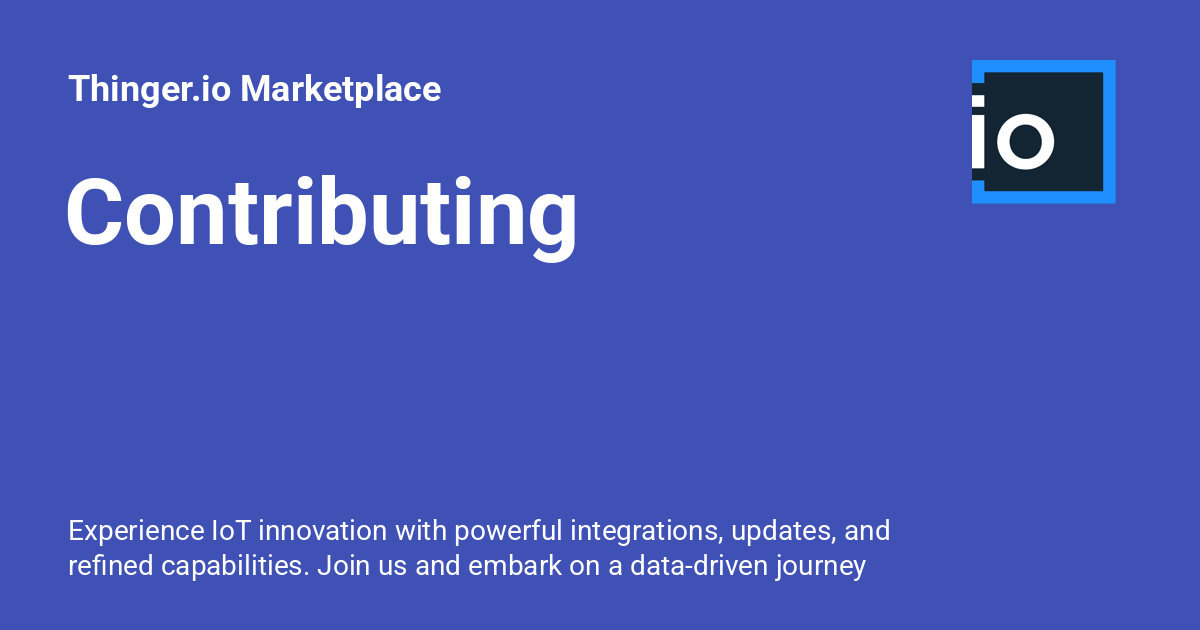 Thinger.io Marketplace
io
Contributing
Experience IoT innovation with powerful integrations, updates, and
refined capabilities. Join us and embark on a data-driven journey